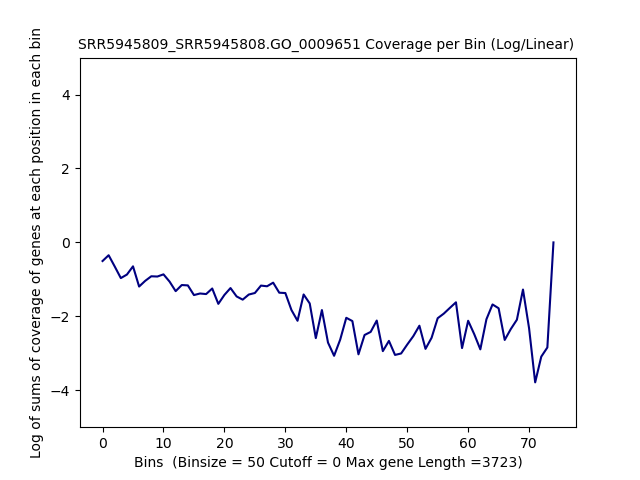 SRR5945809_SRR5945808.GO_0009651 Coverage per Bin (Log/Linear)
Log of sums of coverage of genes at each position in each bin
4
2
0
−2
−4
0 10 20 30 40 50 60 70
Bins  (Binsize = 50 Cutoff = 0 Max gene Length =3723)